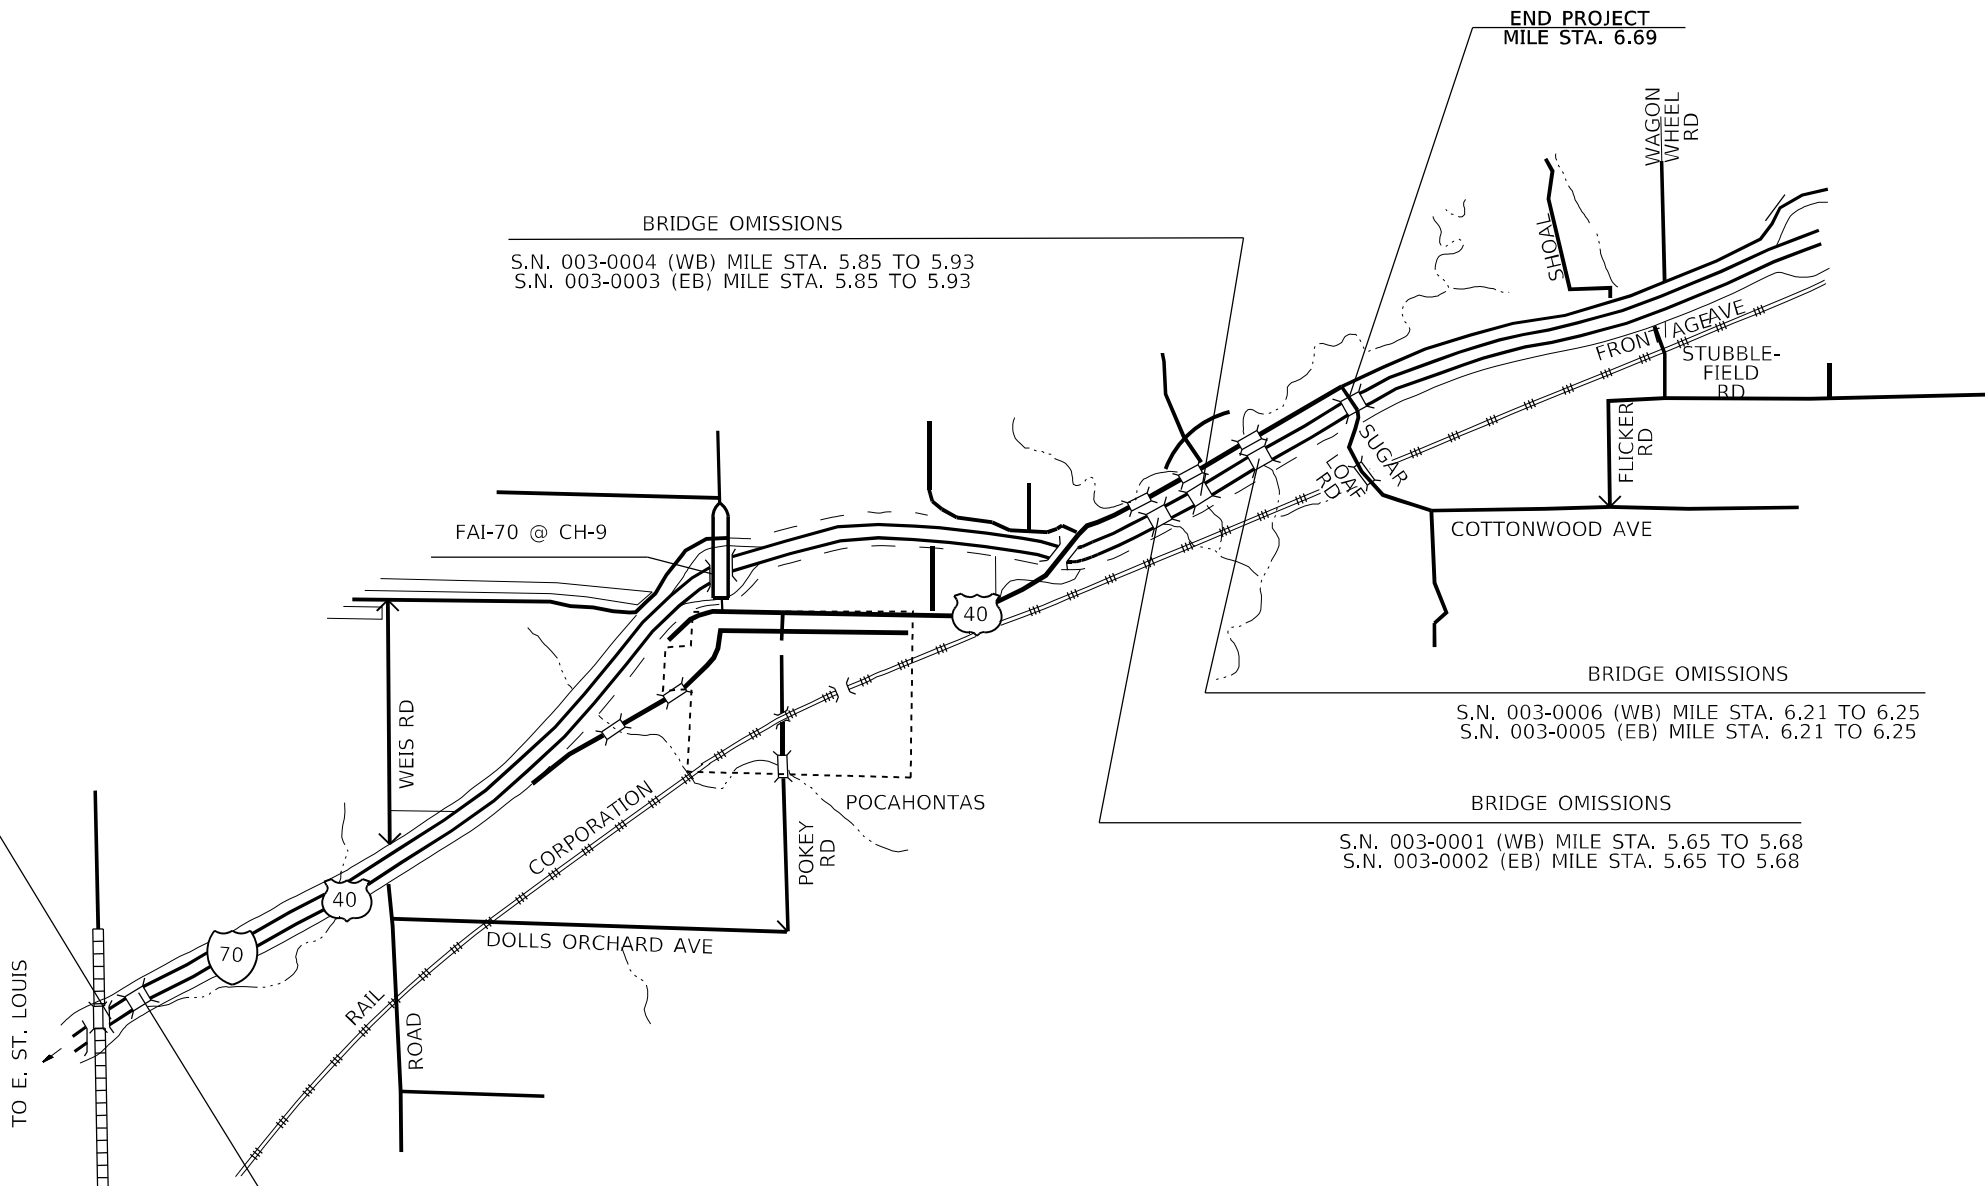 END PROJECT
MILE STA. 6.69
WAGON
WHEEL
RD
BRIDGE OMISSIONS
S.N. 003-0004 (WB) MILE STA. 5.85 TO 5.93
S.N. 003-0003 (EB) MILE STA. 5.85 TO 5.93
SHOAL
FRONTAGE AVE
STUBBLE-
FIELD
RD
FLICKER
RD
SUGAR
LOAF
RD
COTTONWOOD AVE
FAI-70 @ CH-9
40
WEIS RD
BRIDGE OMISSIONS
S.N. 003-0006 (WB) MILE STA. 6.21 TO 6.25
S.N. 003-0005 (EB) MILE STA. 6.21 TO 6.25
POCAHONTAS
BRIDGE OMISSIONS
S.N. 003-0001 (WB) MILE STA. 5.65 TO 5.68
S.N. 003-0002 (EB) MILE STA. 5.65 TO 5.68
CORPORATION
POKEY
RD
40
70
DOLLS ORCHARD AVE
RAIL
ROAD
TO E. ST. LOUIS